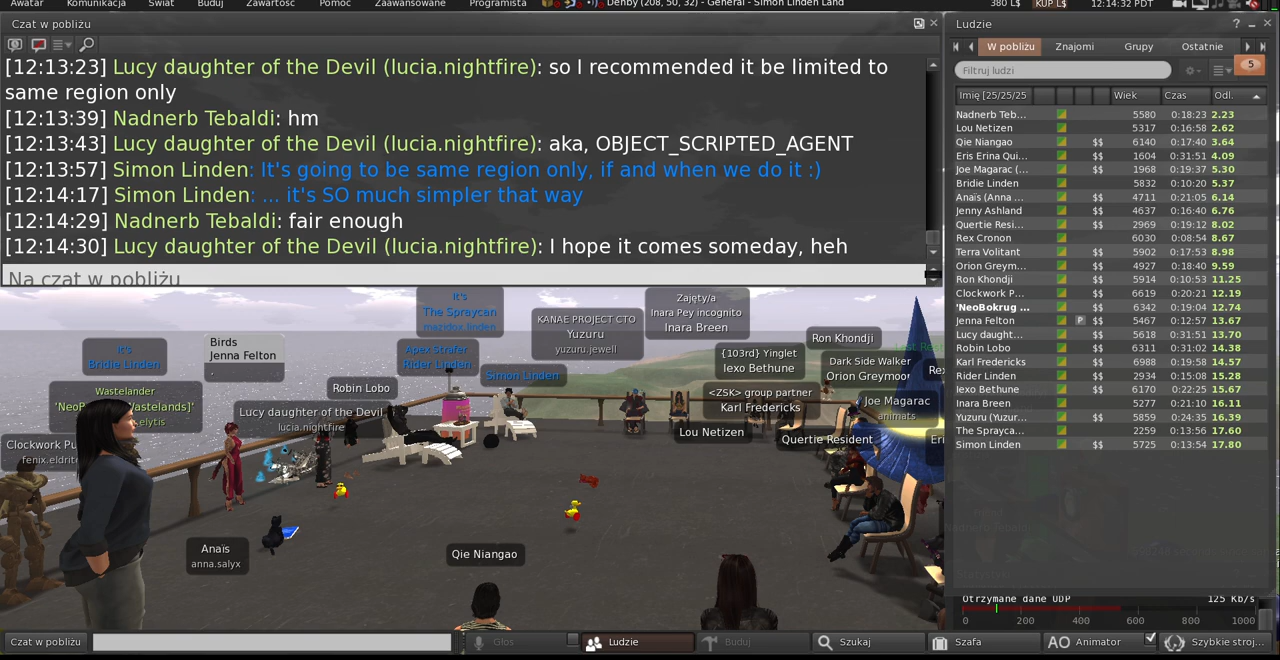 Awatar Komunikacja Świat Buduj Zawartość Pomoc Zaawansowane Programista Denby (208, 50, 32) - General - Simon Linden Land 380 L$ KUP L$ 12:14:32 PDT
Czat w pobliżu
[12:13:23] Lucy daughter of the Devil (lucia.nightfire): so I recommended it be limited to
same region only
[12:13:39] Nadnerb Tebaldi: hm
[12:13:43] Lucy daughter of the Devil (lucia.nightfire): aka, OBJECT_SCRIPTED_AGENT
[12:13:57] Simon Linden: It's going to be same region only, if and when we do it :)
[12:14:17] Simon Linden: ... it's SO much simpler that way
[12:14:29] Nadnerb Tebaldi: fair enough
[12:14:30] Lucy daughter of the Devil (lucia.nightfire): I hope it comes someday, heh
Na czat w pobliżu
It's
The Spraycan
mazidox.linden
KANAE PROJECT CTO
Yuzuru
yuzuru.jewell
Zajęty/a
Inara Pey incognito
Inara Breen
It's
Bridie Linden
Birds
Jenna Felton
.
Apex Strafer
Rider Linden
Simon Linden
{103rd} Yinglet
Iexo Bethune
Ron Khondji
Dark Side Walker
Orion Greymoor
Wastelander
Robin Lobo
<ZSK> group partner
Karl Fredericks
Joe Magarac
animats
Lucy daughter of the Devil
lucia.nightfire
Lou Netizen
Quertie Resident
Anaïs
anna.salyx
Qie Niangao
Ludzie
W pobliżu Znajomi Grupy Ostatnie
Filtruj ludzi
5
Imię [25/25/25 Wiek Czas Odl.
Nadnerb Teb... 5580 0:18:23 2.23
Lou Netizen 5317 0:16:58 2.62
Qie Niangao $$ 6140 0:17:40 3.64
Eris Erina Qui... $$ 1604 0:31:51 4.09
Joe Magarac (... $$ 1968 0:19:37 5.30
Bridie Linden 5832 0:10:20 5.37
Anaïs (Anna ... $$ 4711 0:21:05 6.14
Jenny Ashland $$ 4637 0:16:40 6.76
Quertie Resi... $$ 2969 0:19:12 8.02
Rex Cronon 6030 0:08:54 8.67
Terra Volitant $$ 5902 0:17:53 8.98
Orion Greym... $$ 4927 0:18:40 9.59
Ron Khondji $$ 5914 0:10:53 11.25
Clockwork P... $$ 6619 0:20:21 12.19
'NeoBokrug ... $$ 6342 0:19:04 12.74
Jenna Felton P $$ 5467 0:12:57 13.67
Lucy daught... $$ 5618 0:31:51 13.70
Robin Lobo $$ 6311 0:31:02 14.38
Karl Fredericks $$ 6988 0:19:58 14.57
Rider Linden $$ 2934 0:15:08 15.28
Iexo Bethune $$ 6170 0:22:25 15.67
Inara Breen 5277 0:21:10 16.11
Yuzuru (Yuzur... $$ 5859 0:24:35 16.39
The Sprayca... 2259 0:13:56 17.60
Simon Linden $$ 5725 0:13:54 17.80
Otrzymane dane UDP 125 Kb/s
0 200 400 600 800 1000
Czat w pobliżu Głos Ludzie Buduj Szukaj Szafa AO Animator Szybkie stroj...